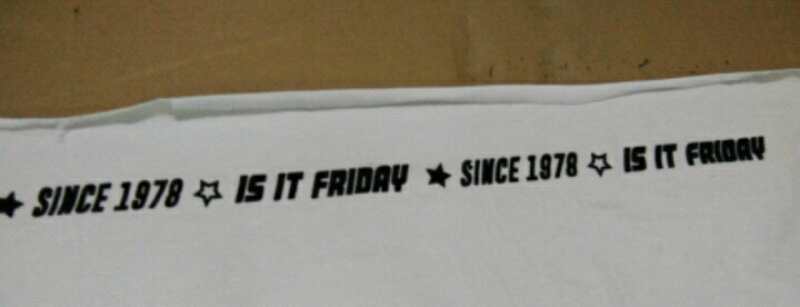 ★ SINCE 1978 ☆ IS IT FRIDAY ★ SINCE 1978 ☆ IS IT FRIDAY